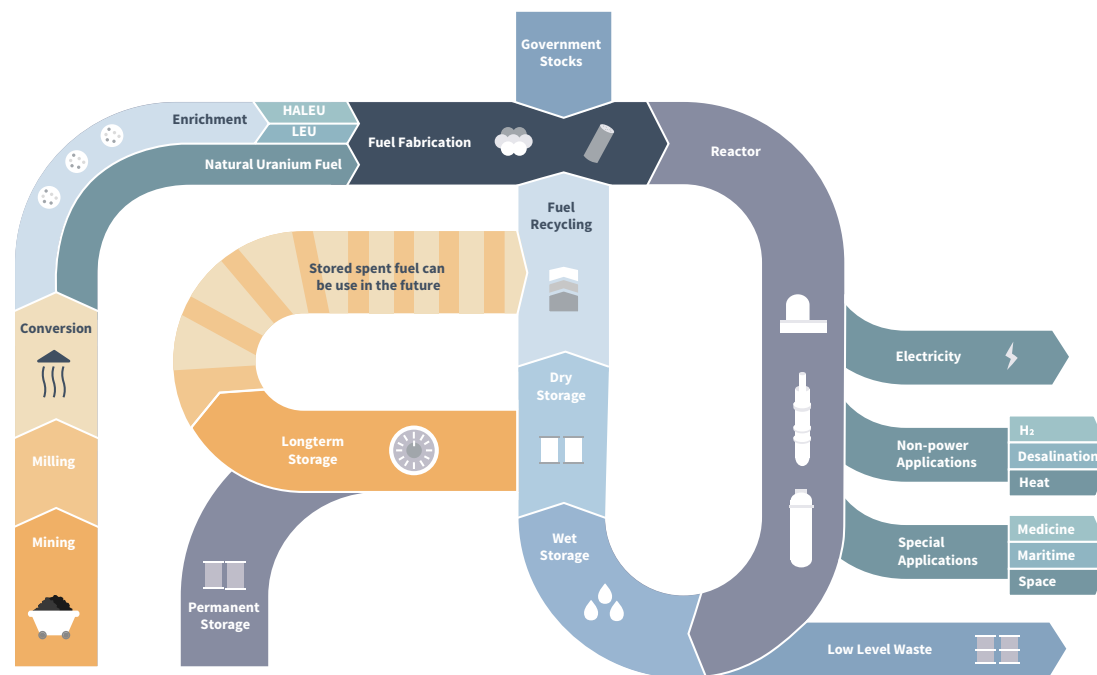 Government
Stocks
HALEU
Enrichment
LEU
Fuel Fabrication
Reactor
Natural Uranium Fuel
Fuel
Recycling
Stored spent fuel can
be use in the future
Conversion
Electricity
Dry
Storage
H₂
Longterm
Storage
Non-power
Applications
Desalination
Heat
Milling
Mining
Wet
Storage
Medicine
Special
Applications
Maritime
Space
Permanent
Storage
Low Level Waste